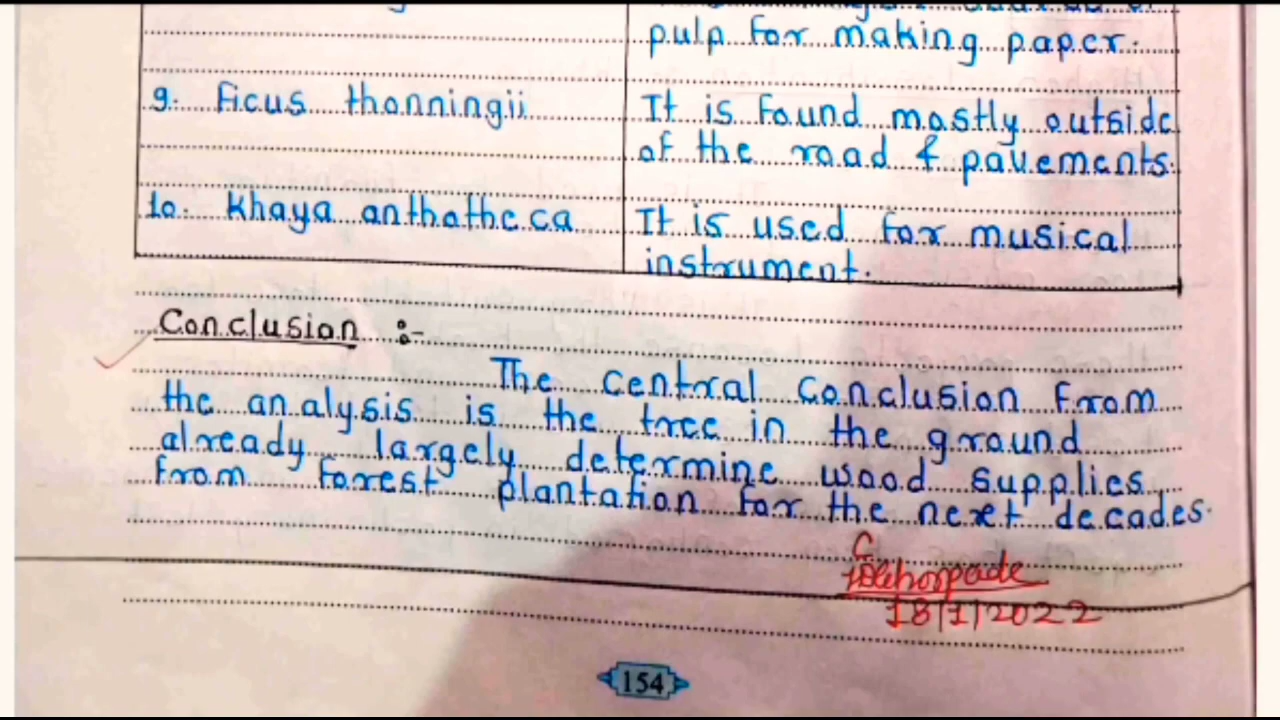 pulp for making paper.
9. Ficus thonningii
It is found mostly outside
of the road & pavements.
10. Khaya anthotheca
It is used for musical
instrument.
Conclusion :-
The central conclusion from
the analysis is the tree in the ground
already largely determine wood supplies
from forest plantation for the next decades.
18/1/2022
154